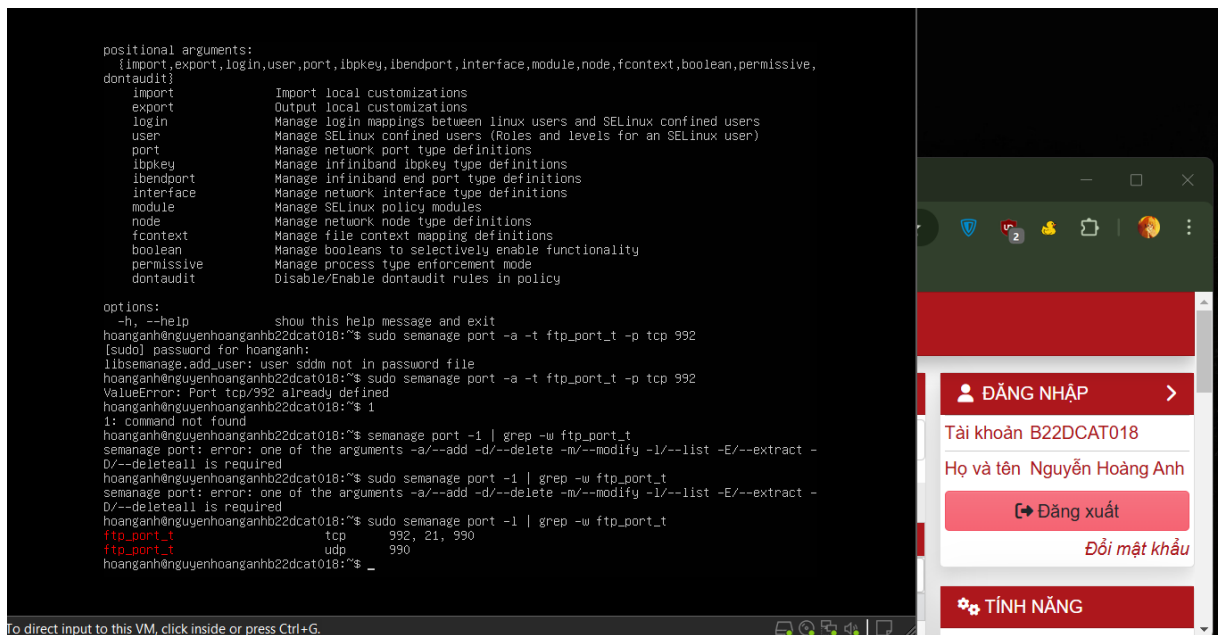 positional arguments:
{import,export,login,user,port,ibpkey,ibendport,interface,module,node,fcontext,boolean,permissive,
dontaudit}
import Import local customizations
export Output local customizations
login Manage login mappings between linux users and SELinux confined users
user Manage SELinux confined users (Roles and levels for an SELinux user)
port Manage network port type definitions
ibpkey Manage infiniband ibpkey type definitions
ibendport Manage infiniband end port type definitions
interface Manage network interface type definitions
module Manage SELinux policy modules
node Manage network node type definitions
fcontext Manage file context mapping definitions
boolean Manage booleans to selectively enable functionality
permissive Manage process type enforcement mode
dontaudit Disable/Enable dontaudit rules in policy
options:
-h, --help show this help message and exit
hoanganh@nguyenhoanganhb22dcat018:~$ sudo semanage port -a -t ftp_port_t -p tcp 992
[sudo] password for hoanganh:
libsemanage.add_user: user sddm not in password file
hoanganh@nguyenhoanganhb22dcat018:~$ sudo semanage port -a -t ftp_port_t -p tcp 992
ValueError: Port tcp/992 already defined
hoanganh@nguyenhoanganhb22dcat018:~$ 1
1: command not found
hoanganh@nguyenhoanganhb22dcat018:~$ semanage port -1 | grep -w ftp_port_t
semanage port: error: one of the arguments -a/--add -d/--delete -m/--modify -l/--list -E/--extract -
D/--deleteall is required
hoanganh@nguyenhoanganhb22dcat018:~$ sudo semanage port -1 | grep -w ftp_port_t
semanage port: error: one of the arguments -a/--add -d/--delete -m/--modify -l/--list -E/--extract -
D/--deleteall is required
hoanganh@nguyenhoanganhb22dcat018:~$ sudo semanage port -l | grep -w ftp_port_t
ftp_port_t tcp 992, 21, 990
ftp_port_t udp 990
hoanganh@nguyenhoanganhb22dcat018:~$ _
To direct input to this VM, click inside or press Ctrl+G.
2
ĐĂNG NHẬP
Tài khoản B22DCAT018
Họ và tên Nguyễn Hoàng Anh
Đăng xuất
Đổi mật khẩu
TÍNH NĂNG